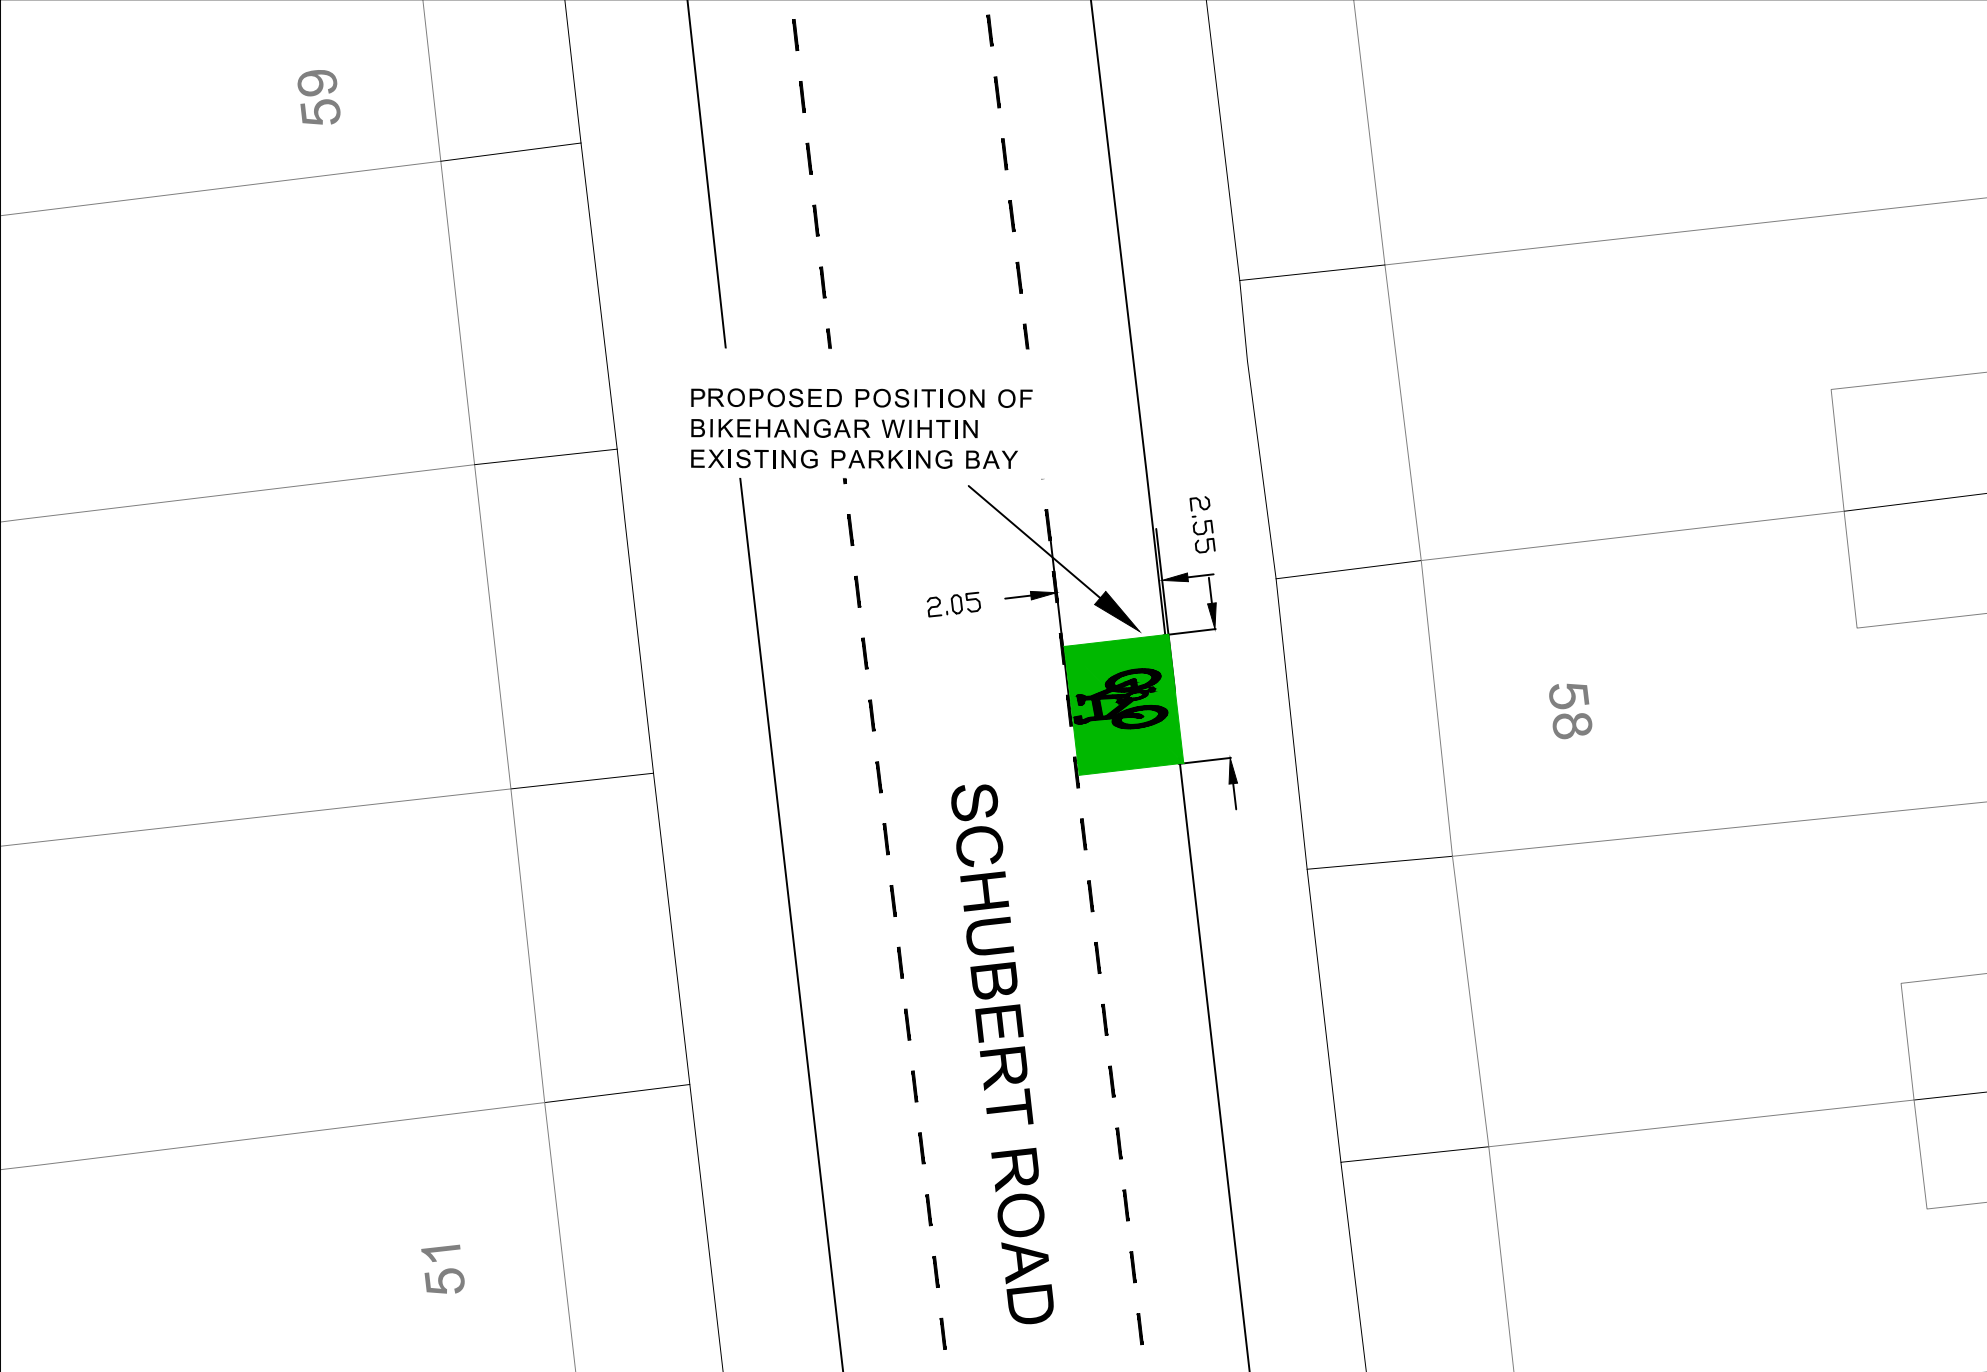 59
PROPOSED POSITION OF
BIKEHANGAR WIHTIN
EXISTING PARKING BAY
2.55
2.05
58
SCHUBERT ROAD
51